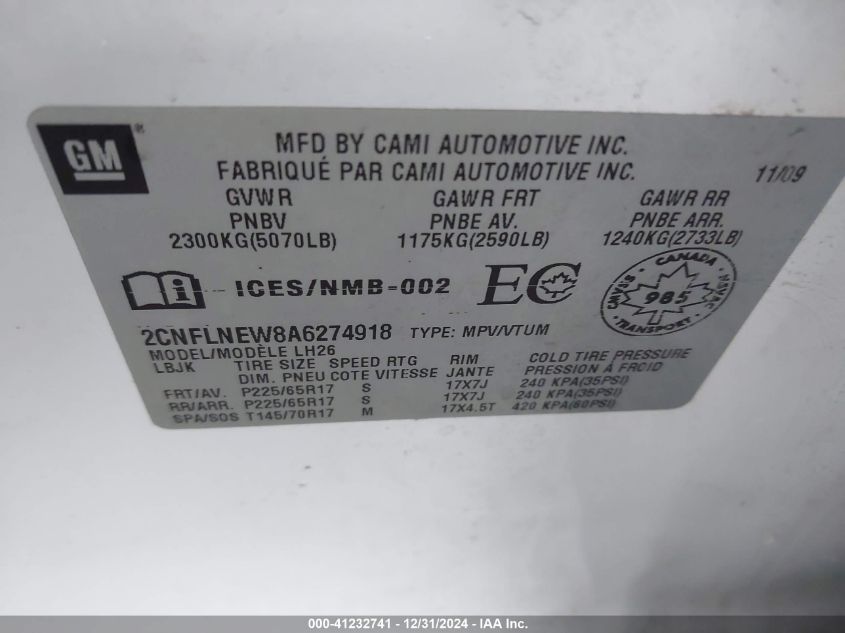 GM®
MFD BY CAMI AUTOMOTIVE INC.
FABRIQUÉ PAR CAMI AUTOMOTIVE INC. 11/09
GVWR GAWR FRT GAWR RR
PNBV PNBE AV. PNBE ARR.
2300KG(5070LB) 1175KG(2590LB) 1240KG(2733LB)
i ICES/NMB-002 EC CANADA 985 CMVSS NSVAC
2CNFLNEW8A6274918 TYPE: MPV/VTUM
MODEL/MODÈLE LH26
LBJK TIRE SIZE SPEED RTG RIM COLD TIRE PRESSURE
DIM. PNEU COTE VITESSE JANTE PRESSION A FROID
FRT/AV. P225/65R17 S 17X7J 240 KPA(35PSI)
RR/ARR. P225/65R17 S 17X7J 240 KPA(35PSI)
SPA/SOS T145/70R17 M 17X4.5T 420 KPA(60PSI)
000-41232741 - 12/31/2024 - IAA Inc.